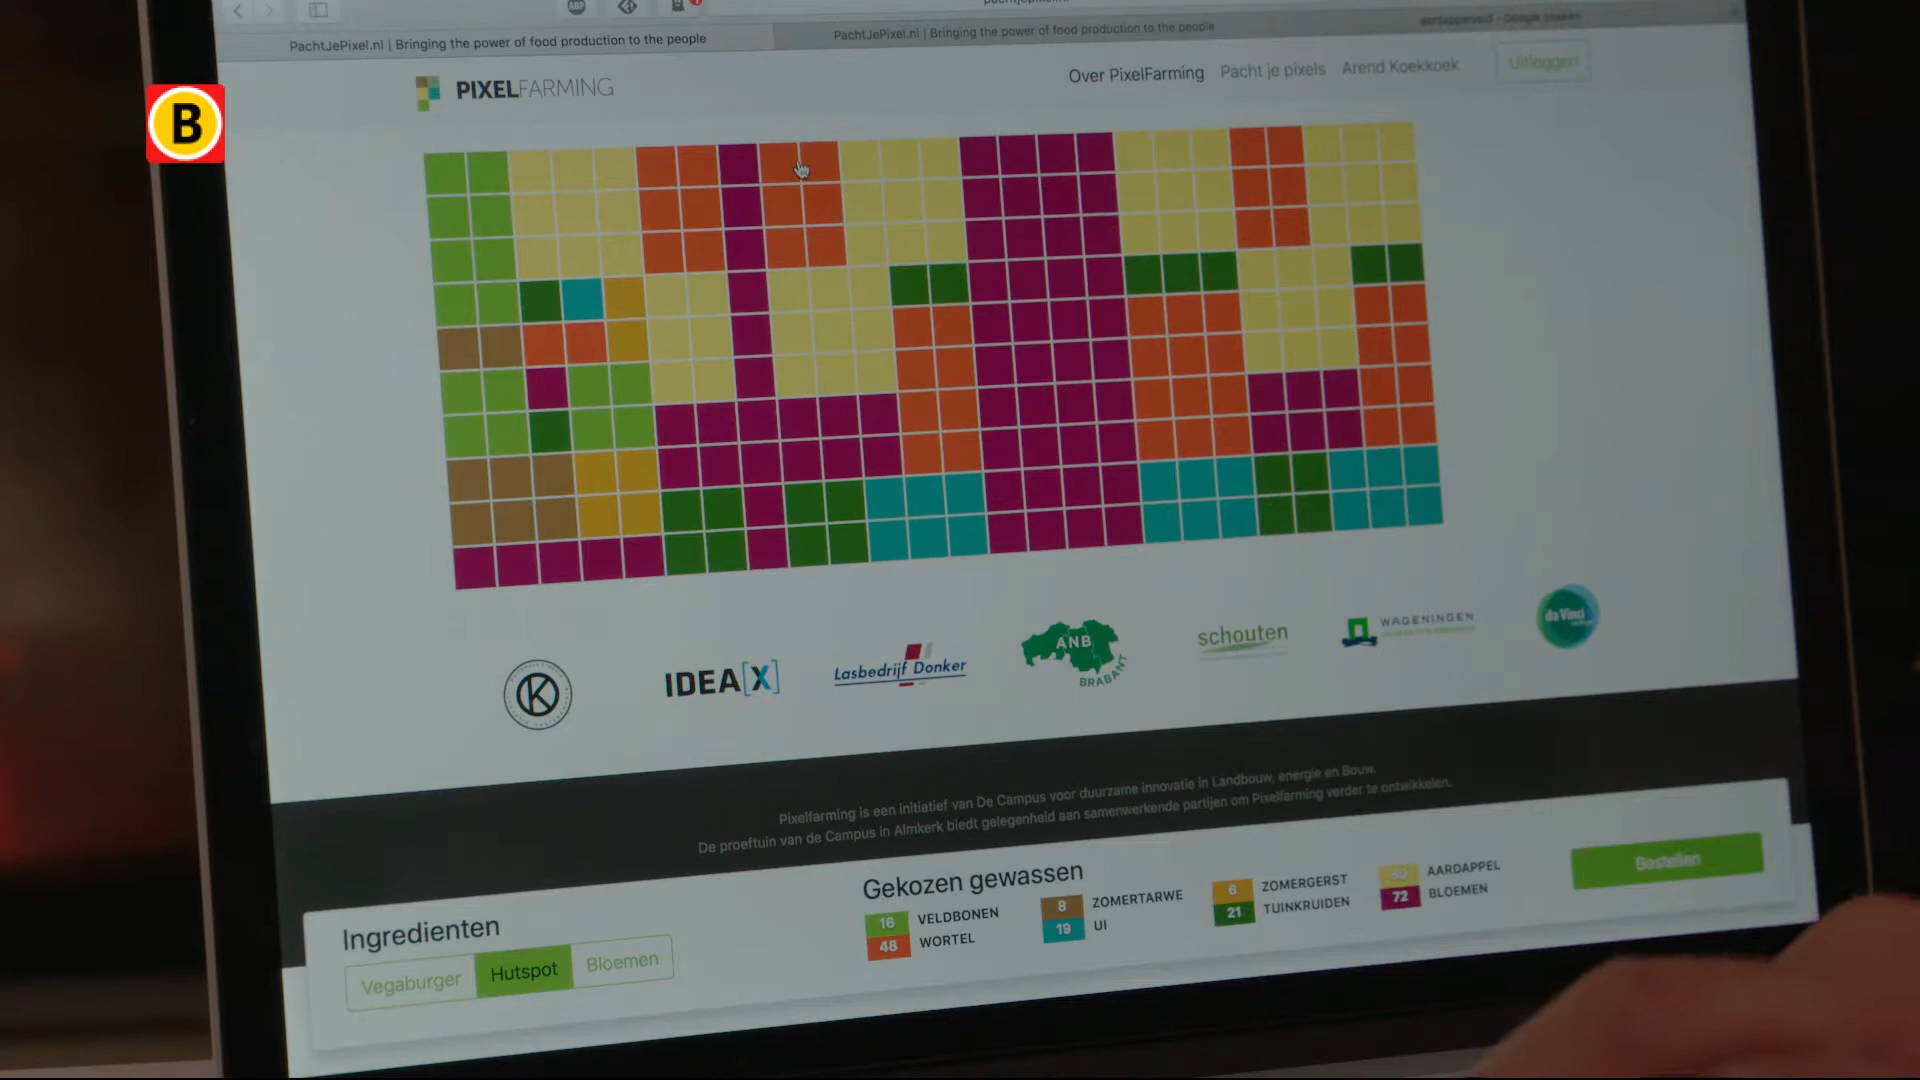 PachtJePixel.nl | Bringing the power of food production to the people
PachtJePixel.nl | Bringing the power of food production to the people
ABP
B
PIXELFARMING
Over PixelFarming
Pacht je pixels
Arend Koekkoek
Uitloggen
K
IDEA[X]
Lasbedrijf Donker
ANB
BRABANT
schouten
WAGENINGEN
da Vinci
Pixelfarming is een initiatief van De Campus voor duurzame innovatie in Landbouw, energie en Bouw.
De proeftuin van de Campus in Almkerk biedt gelegenheid aan samenwerkende partijen om Pixelfarming verder te ontwikkelen.
Ingredienten
Vegaburger
Hutspot
Bloemen
Gekozen gewassen
16 VELDBONEN
48 WORTEL
8 ZOMERTARWE
19 UI
6 ZOMERGERST
21 TUINKRUIDEN
AARDAPPEL
72 BLOEMEN
Bestellen